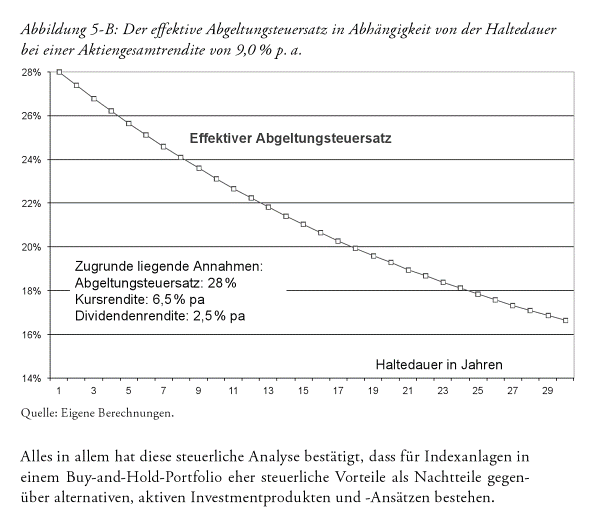 Abbildung 5-B: Der effektive Abgeltungsteuersatz in Abhängigkeit von der Haltedauer
bei einer Aktiengesamtrendite von 9,0 % p. a.
28%
26%
24%
22%
20%
18%
16%
14%
Effektiver Abgeltungsteuersatz
Zugrunde liegende Annahmen:
Abgeltungsteuersatz: 28%
Kursrendite: 6,5% pa
Dividendenrendite: 2,5% pa
Haltedauer in Jahren
1 3 5 7 9 11 13 15 17 19 21 23 25 27 29
Quelle: Eigene Berechnungen.
Alles in allem hat diese steuerliche Analyse bestätigt, dass für Indexanlagen in
einem Buy-and-Hold-Portfolio eher steuerliche Vorteile als Nachtteile gegen-
über alternativen, aktiven Investmentprodukten und -Ansätzen bestehen.